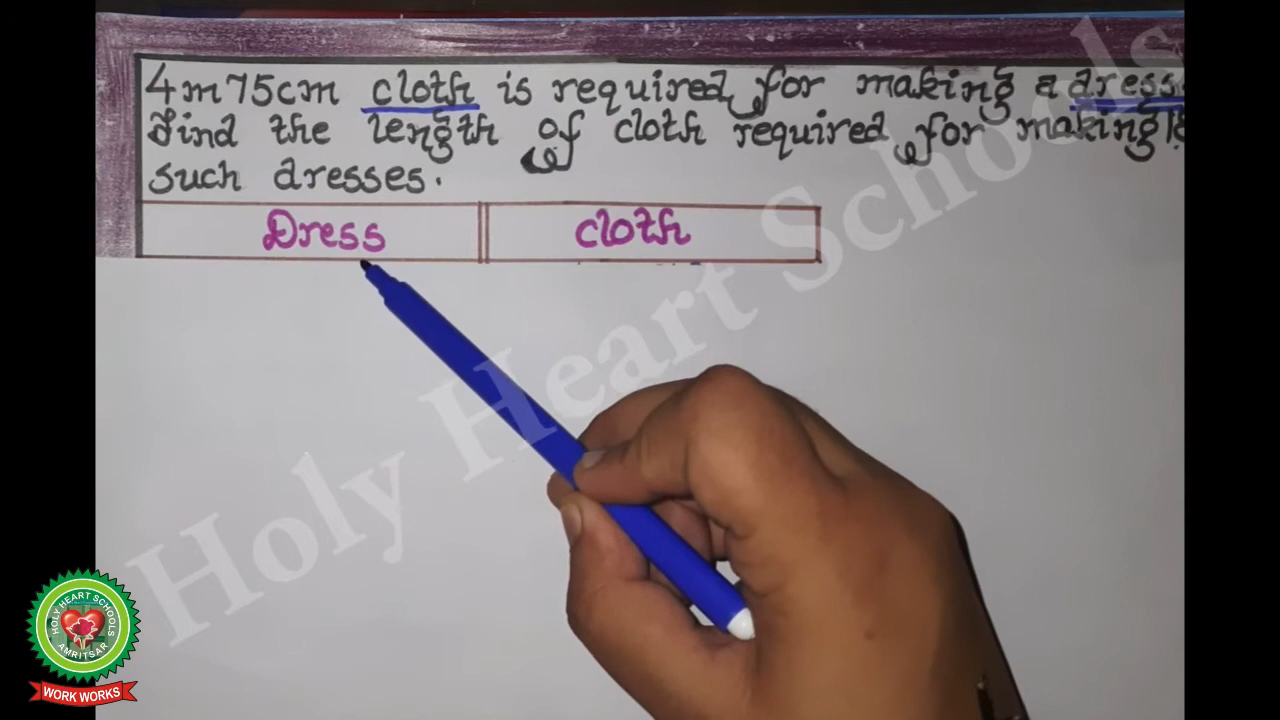 4m75cm cloth is required for making a dress.
Find the length of cloth required for making
such dresses.
Dress cloth
Holy Heart Schools
HOLY HEART SCHOOLS
AMRITSAR
WORK WORKS